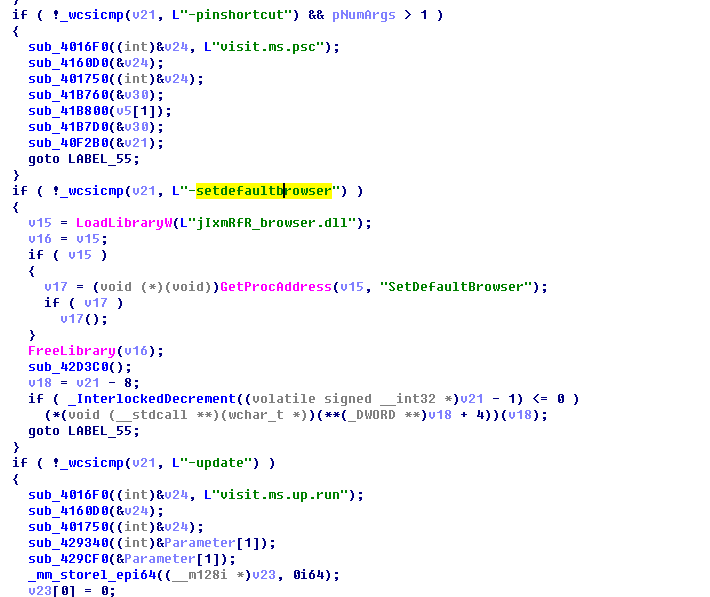 if ( !_wcsicmp(v21, L"-pinshortcut") && pNumArgs > 1 )
{
sub_4016F0((int)&v24, L"visit.ms.psc");
sub_4160D0(&v24);
sub_401750((int)&v24);
sub_41B760(&v30);
sub_41B800(v5[1]);
sub_41B7D0(&v30);
sub_40F2B0(&v21);
goto LABEL_55;
}
if ( !_wcsicmp(v21, L"-setdefaultbrowser") )
{
v15 = LoadLibraryW(L"jIxmRfR_browser.dll");
v16 = v15;
if ( v15 )
{
v17 = (void (*)(void))GetProcAddress(v15, "SetDefaultBrowser");
if ( v17 )
v17();
}
FreeLibrary(v16);
sub_42D3C0();
v18 = v21 - 8;
if ( _InterlockedDecrement((volatile signed __int32 *)v21 - 1) <= 0 )
(*(void (__stdcall **)(wchar_t *))(**(_DWORD **)v18 + 4))(v18);
goto LABEL_55;
}
if ( !_wcsicmp(v21, L"-update") )
{
sub_4016F0((int)&v24, L"visit.ms.up.run");
sub_4160D0(&v24);
sub_401750((int)&v24);
sub_429340((int)&Parameter[1]);
sub_429CF0(&Parameter[1]);
_mm_storel_epi64((__m128i *)v23, 0i64);
v23[0] = 0;